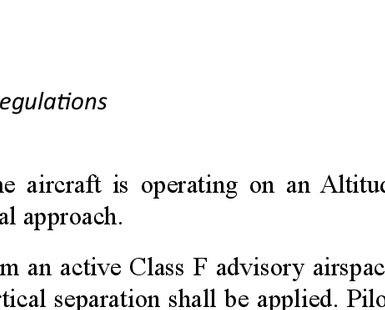 egulations
he aircraft is operating on an Altitud
al approach.
m an active Class F advisory airspac
rtical separation shall be applied. Pilo